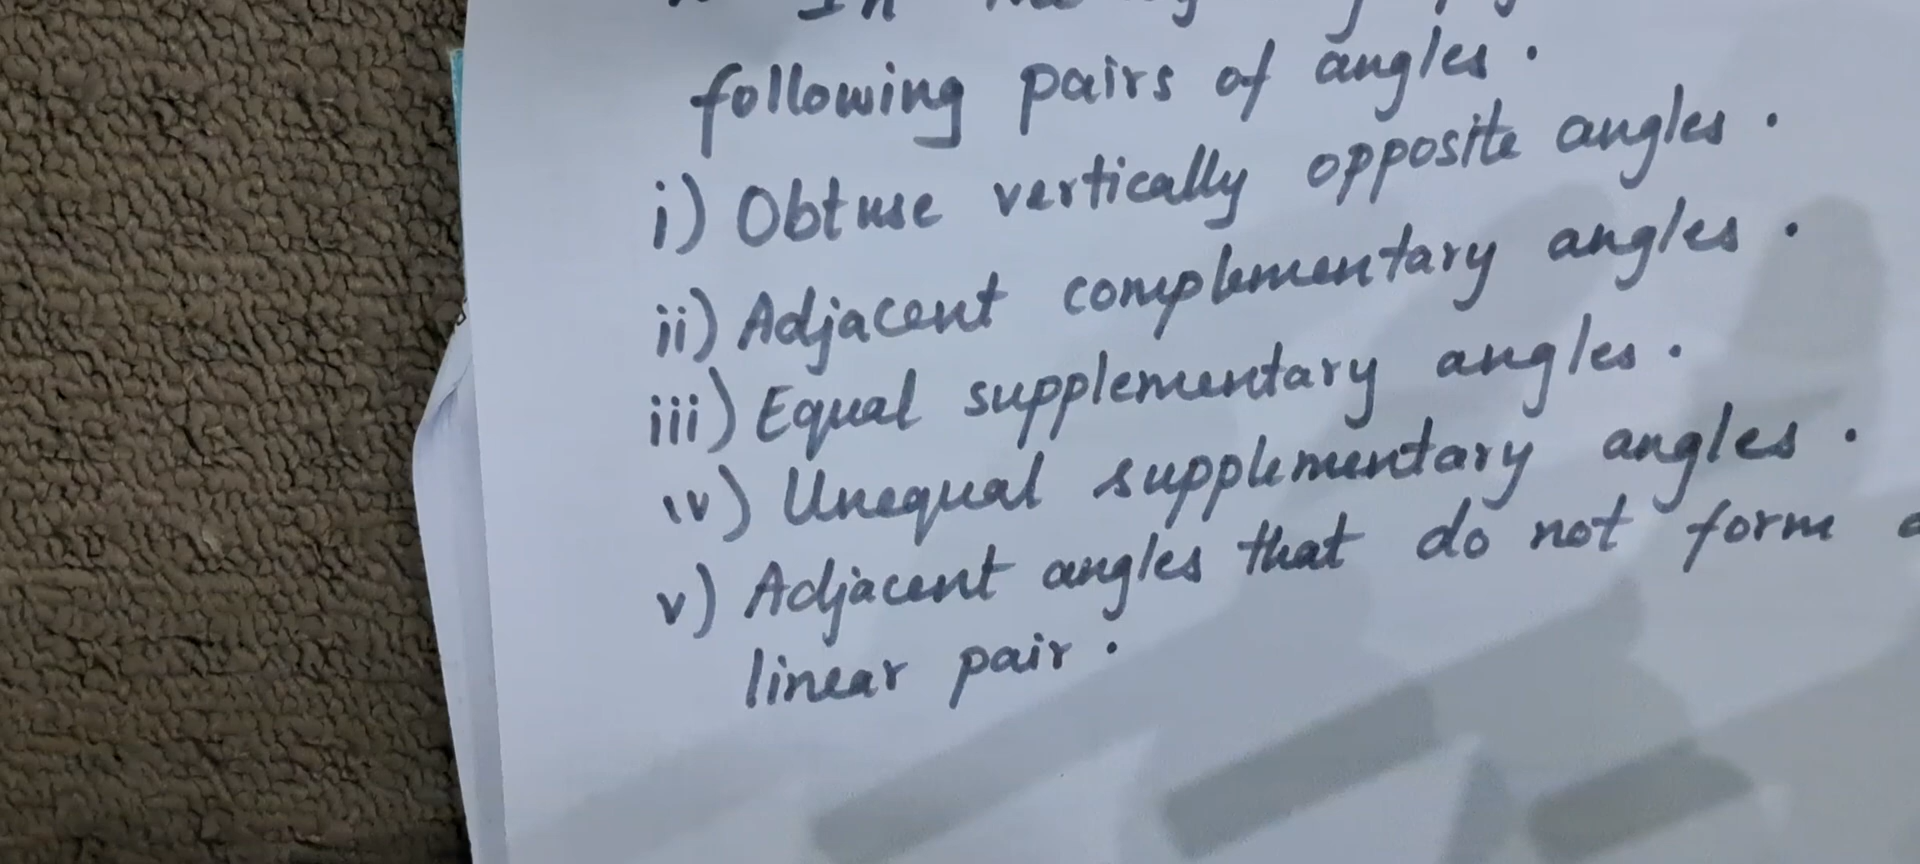 In
following pairs of angles.
i) Obtuse vertically opposite angles.
ii) Adjacent complementary angles.
iii) Equal supplementary angles.
iv) Unequal supplementary angles.
v) Adjacent angles that do not form
linear pair.